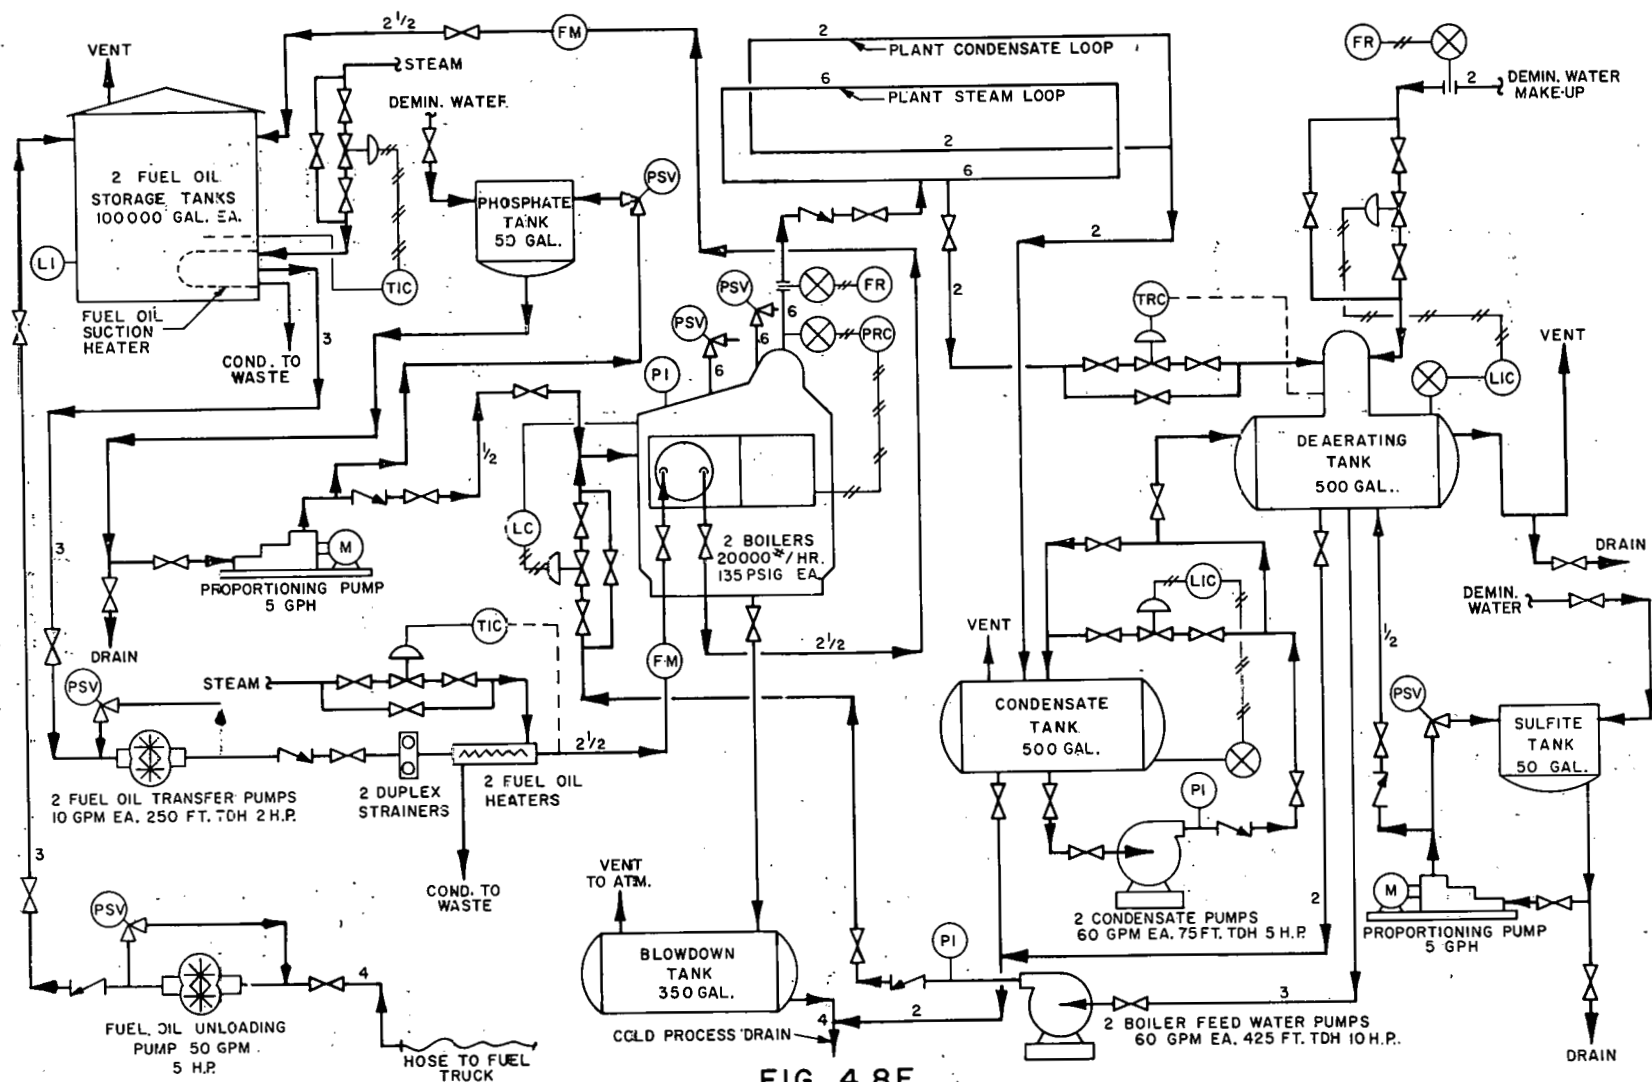 2 1/2
FM
VENT
STEAM
2
PLANT CONDENSATE LOOP
6
PLANT STEAM LOOP
2
6
FR
2
DEMIN. WATER
MAKE-UP
DEMIN. WATER
PSV
2 FUEL OIL
STORAGE TANKS
100000 GAL. EA.
PHOSPHATE
TANK
50 GAL.
LI
TIC
FUEL OIL
SUCTION
HEATER
3
COND. TO
WASTE
2
2
PSV
6
FR
PSV
6
6
PRC
PI
TRC
VENT
LIC
DEAERATING
TANK
500 GAL.
1/2
LC
2 BOILERS
20000#/HR.
135 PSIG EA.
M
PROPORTIONING PUMP
5 GPH
DRAIN
3
DRAIN
DEMIN.
WATER
LIC
1/2
VENT
TIC
FM
2 1/2
STEAM
PSV
2 1/2
CONDENSATE
TANK
500 GAL.
PSV
SULFITE
TANK
50 GAL.
2 FUEL OIL TRANSFER PUMPS
10 GPM EA. 250 FT. TDH 2 H.P.
2 DUPLEX
STRAINERS
2 FUEL OIL
HEATERS
PI
3
COND. TO
WASTE
VENT
TO ATM.
2 CONDENSATE PUMPS
60 GPM EA. 75 FT. TDH 5 H.P.
2
M
PROPORTIONING PUMP
5 GPH
PSV
4
BLOWDOWN
TANK
350 GAL.
PI
FUEL OIL UNLOADING
PUMP 50 GPM
5 H.P.
HOSE TO FUEL
TRUCK
4
COLD PROCESS DRAIN
2
3
2 BOILER FEED WATER PUMPS
60 GPM EA. 425 FT. TDH 10 H.P.
DRAIN
FIG. 4.8E